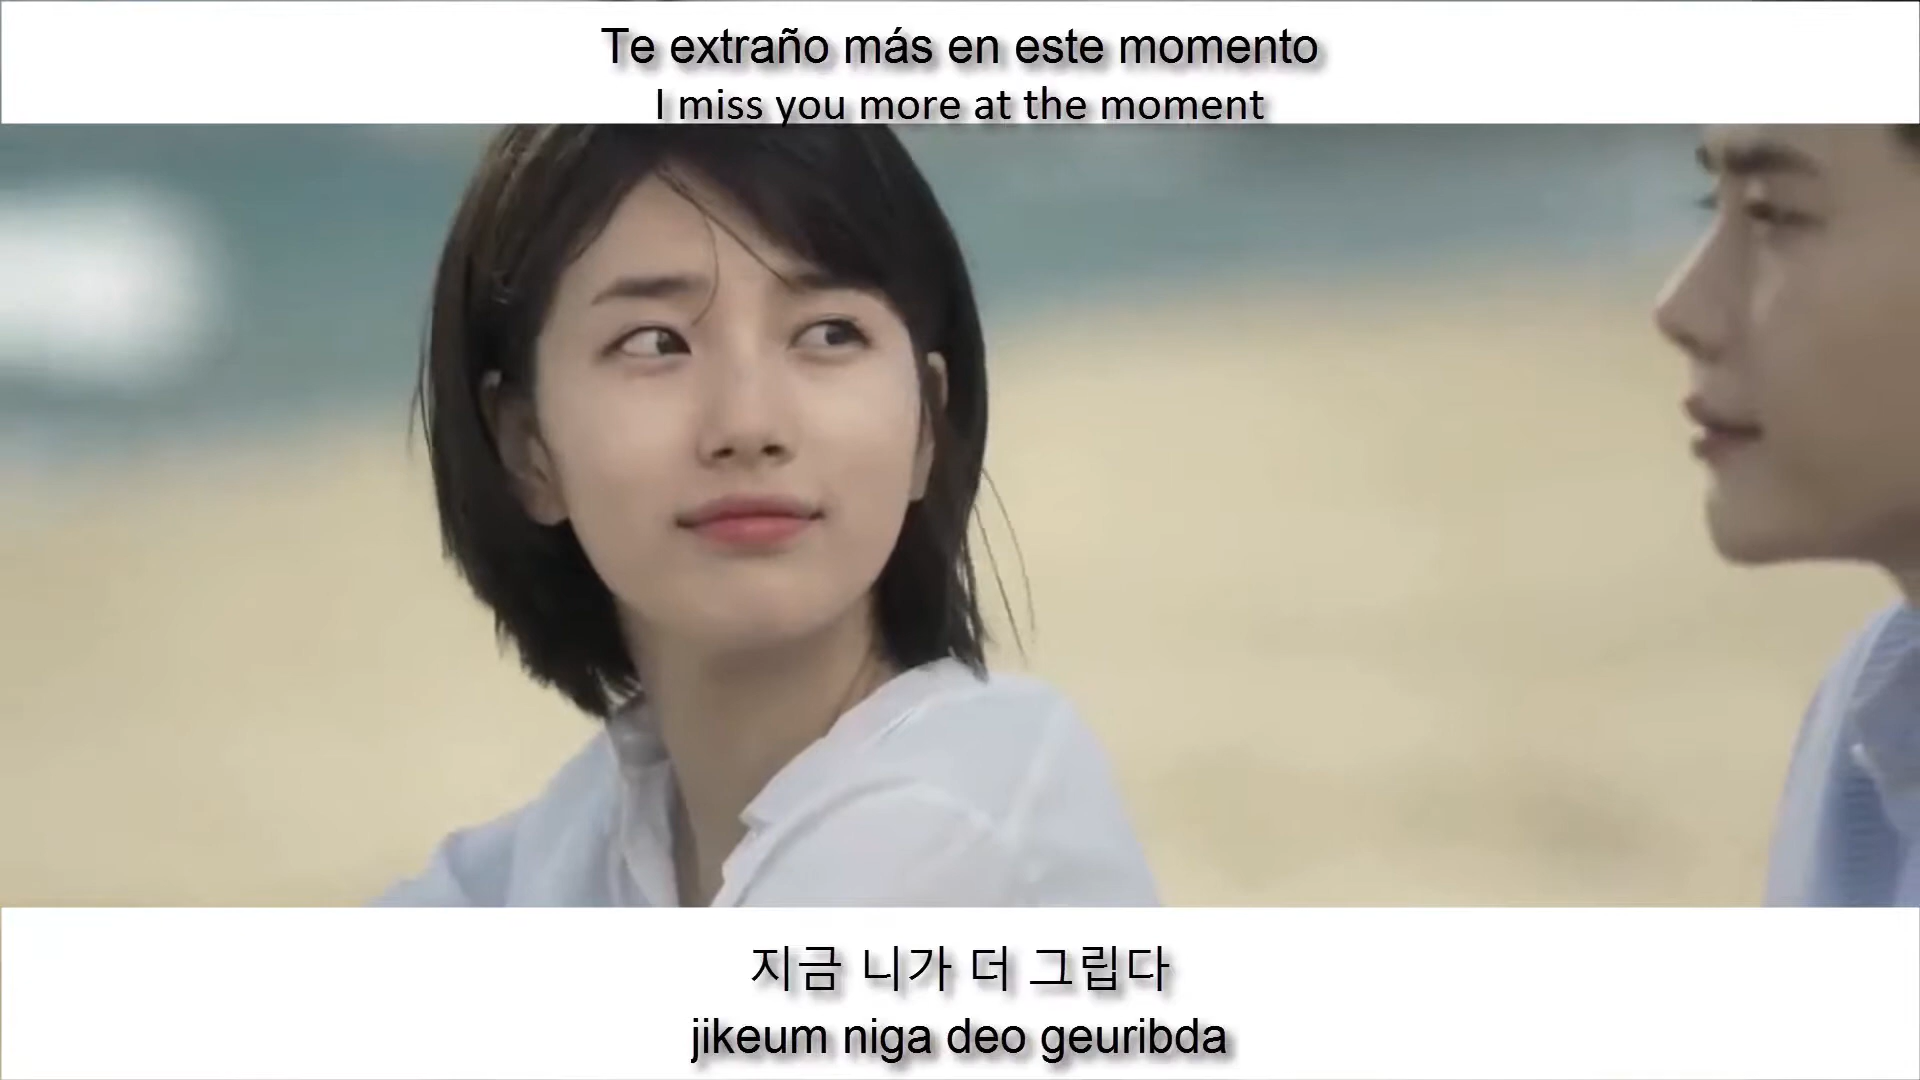 Te extraño más en este momento
I miss you more at the moment
지금 니가 더 그립다
jikeum niga deo geuribda